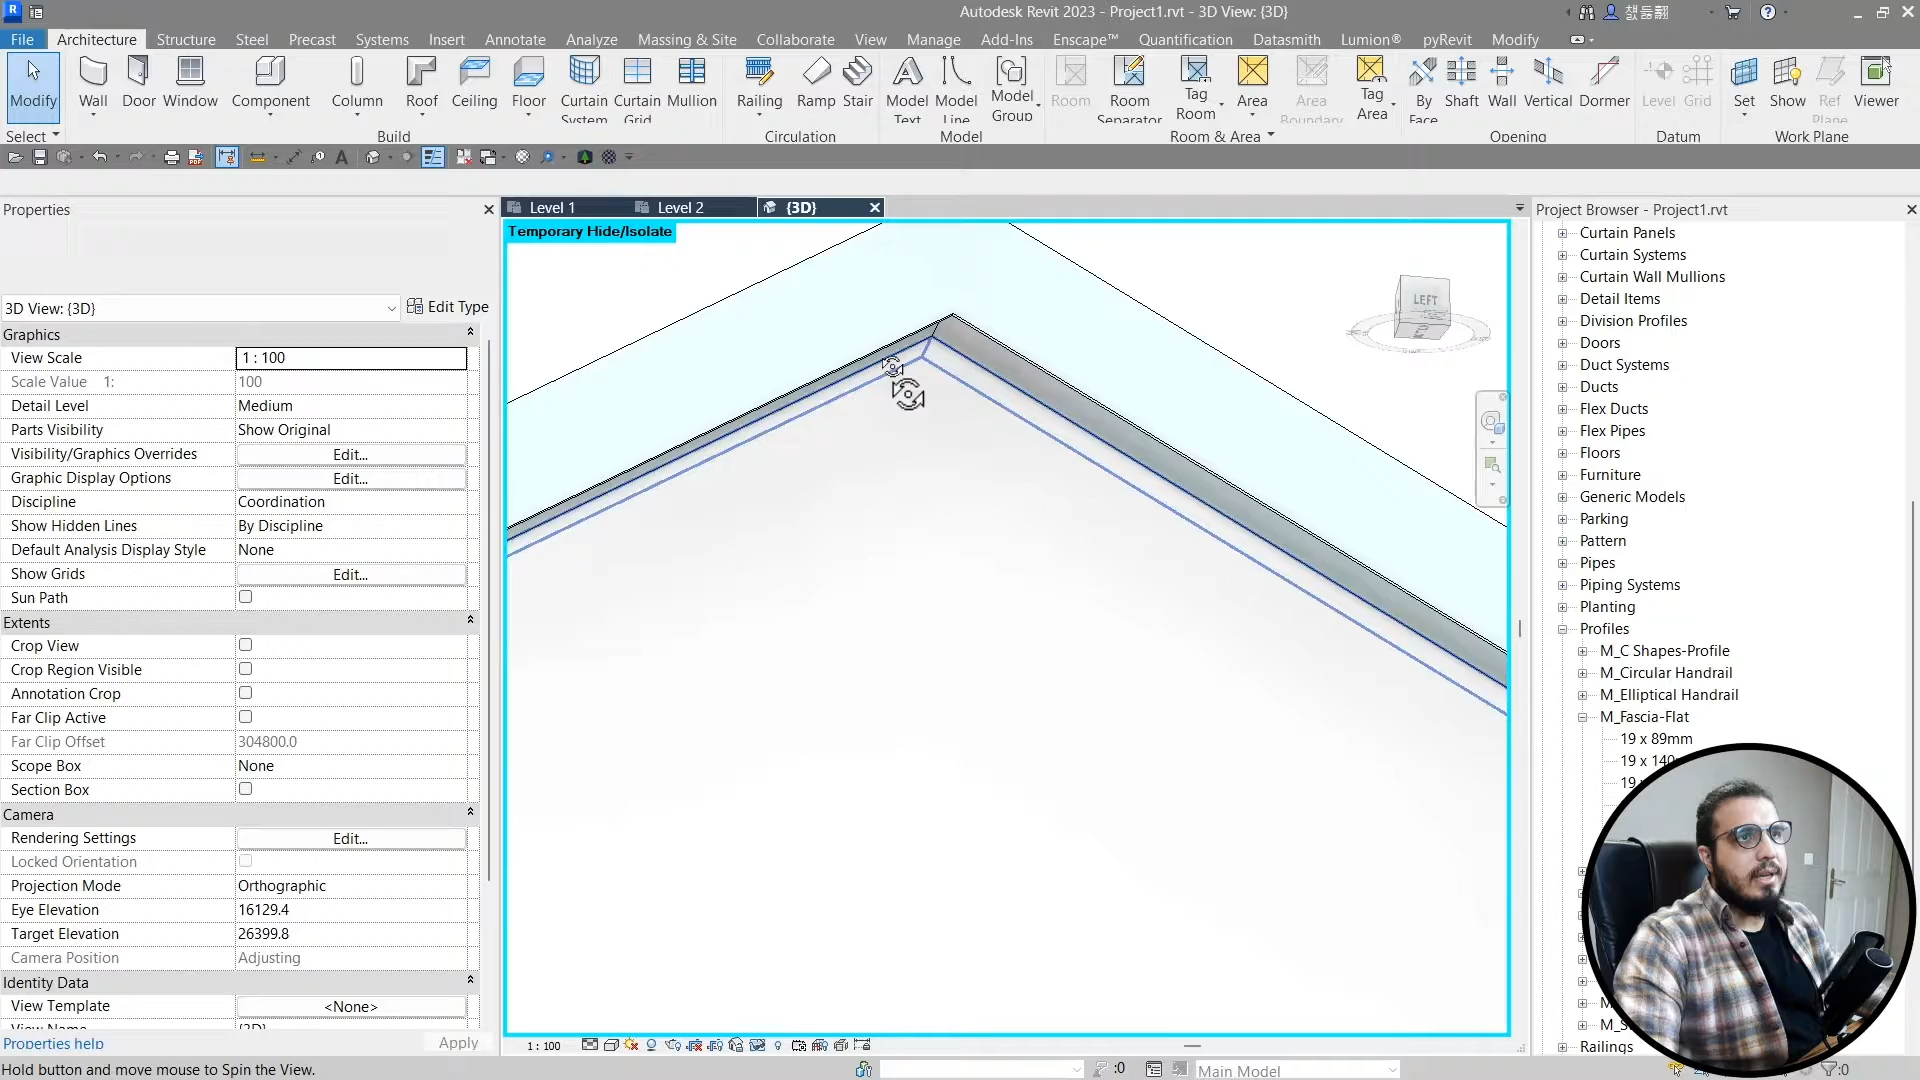 R
Autodesk Revit 2023 - Project1.rvt - 3D View: {3D}
File Architecture Structure Steel Precast Systems Insert Annotate Analyze Massing & Site Collaborate View Manage Add-Ins Enscape™ Quantification Datasmith Lumion® pyRevit Modify
Modify Wall Door Window Component Column Roof Ceiling Floor Curtain System Curtain Grid Mullion Railing Ramp Stair Model Text Model Line Model Group Room Room Separator Tag Room Area Area Boundary Tag Area By Face Shaft Wall Vertical Dormer Level Grid Set Show Ref Plane Viewer
Select Build Circulation Model Room & Area Opening Datum Work Plane
Properties
Level 1 Level 2 {3D}
Project Browser - Project1.rvt
Temporary Hide/Isolate
LEFT
3D View: {3D} Edit Type
Graphics
View Scale 1 : 100
Scale Value 1: 100
Detail Level Medium
Parts Visibility Show Original
Visibility/Graphics Overrides Edit...
Graphic Display Options Edit...
Discipline Coordination
Show Hidden Lines By Discipline
Default Analysis Display Style None
Show Grids Edit...
Sun Path
Extents
Crop View
Crop Region Visible
Annotation Crop
Far Clip Active
Far Clip Offset 304800.0
Scope Box None
Section Box
Camera
Rendering Settings Edit...
Locked Orientation
Projection Mode Orthographic
Eye Elevation 16129.4
Target Elevation 26399.8
Camera Position Adjusting
Identity Data
View Template <None>
View Name {3D}
Properties help Apply
Curtain Panels
Curtain Systems
Curtain Wall Mullions
Detail Items
Division Profiles
Doors
Duct Systems
Ducts
Flex Ducts
Flex Pipes
Floors
Furniture
Generic Models
Parking
Pattern
Pipes
Piping Systems
Planting
Profiles
M_C Shapes-Profile
M_Circular Handrail
M_Elliptical Handrail
M_Fascia-Flat
19 x 89mm
19 x 140
19
Railings
1 : 100
Hold button and move mouse to Spin the View.
:0
Main Model
:0